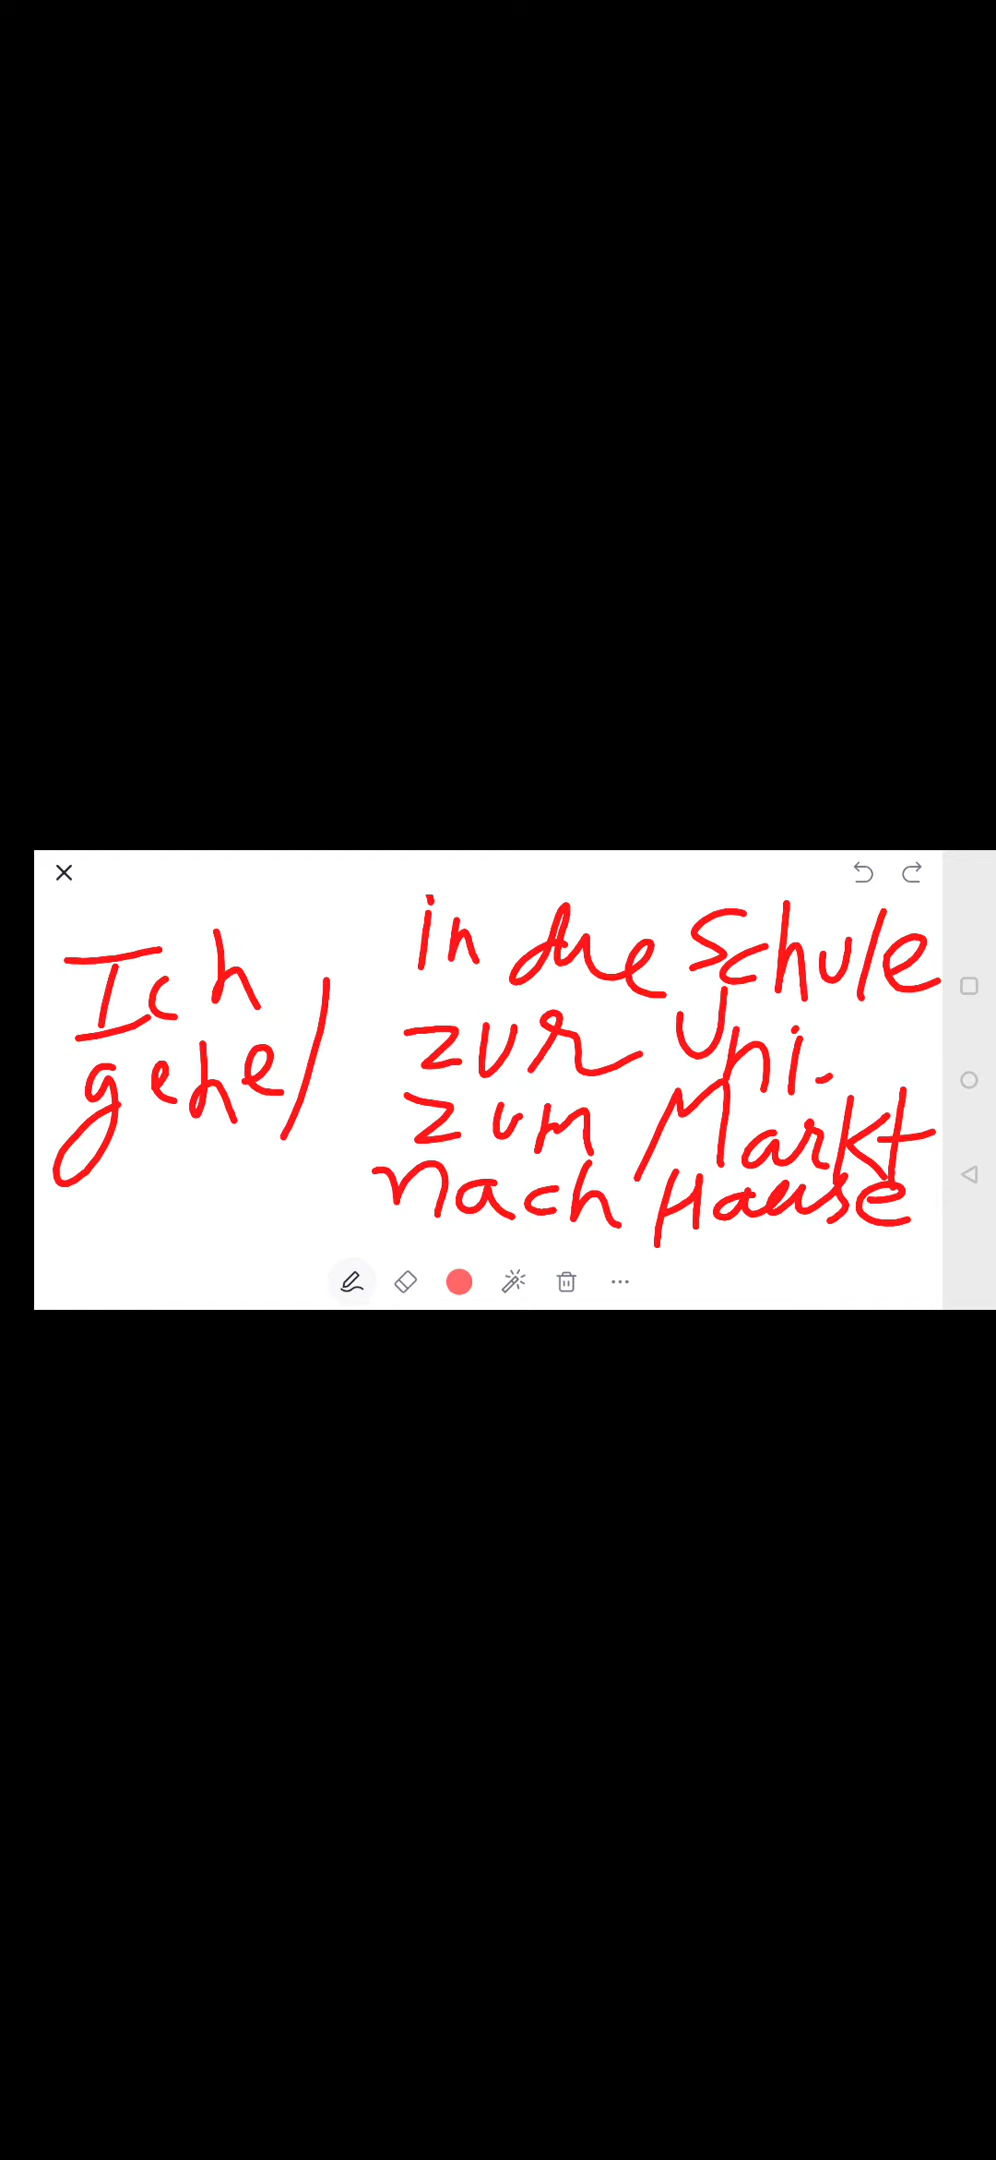 Ich
gehe/
in die Schule
zur Uni.
zum Markt
nach Hause